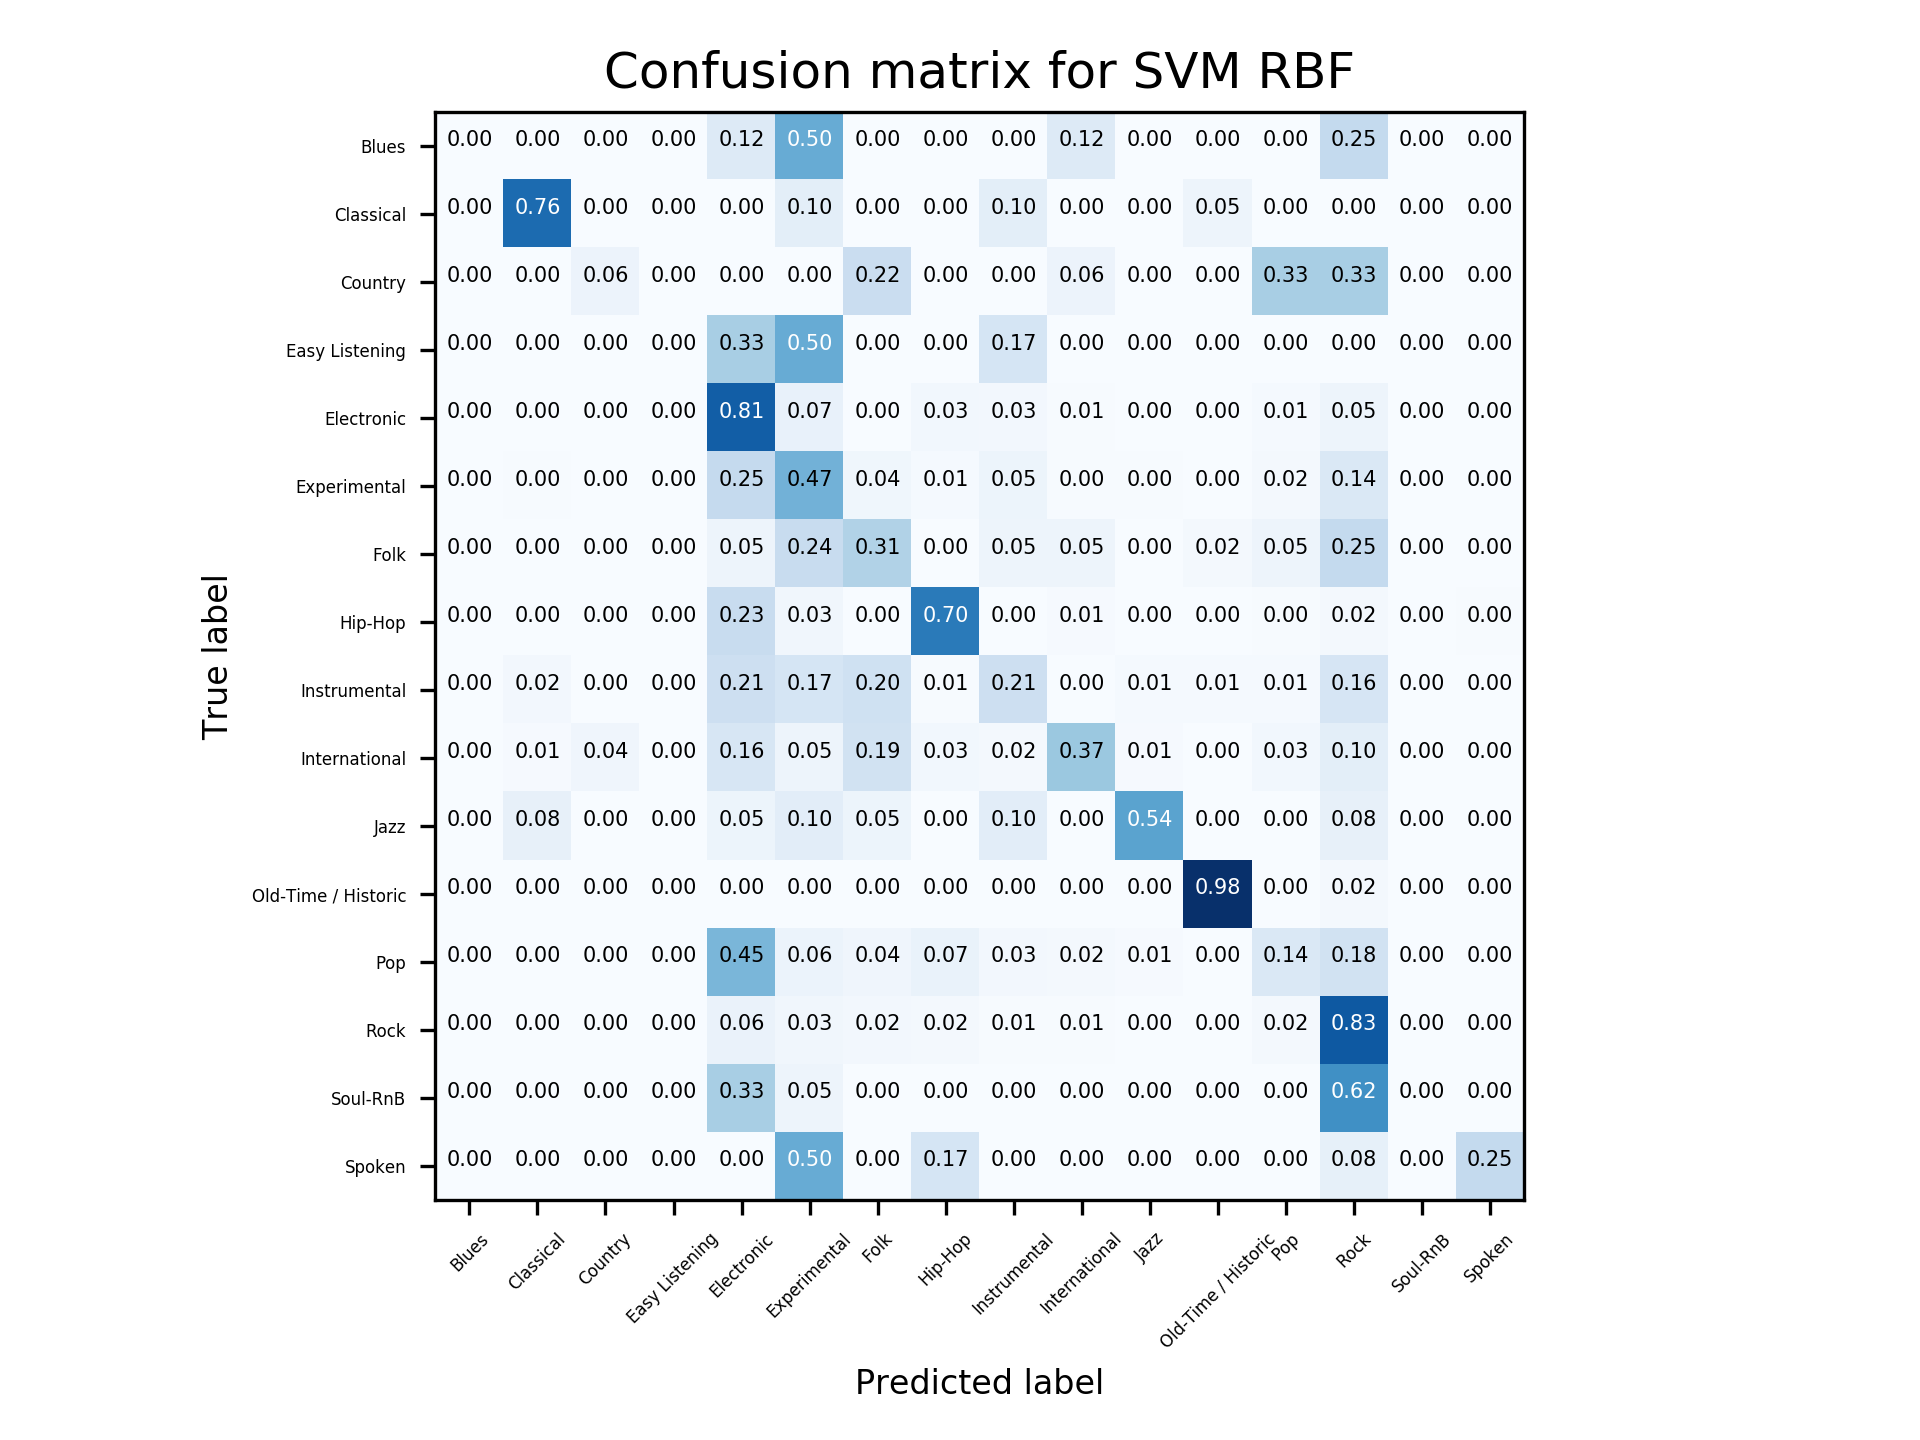 Confusion matrix for SVM RBF
Blues 0.00 0.00 0.00 0.00 0.12 0.50 0.00 0.00 0.00 0.12 0.00 0.00 0.00 0.25 0.00 0.00
Classical 0.00 0.76 0.00 0.00 0.00 0.10 0.00 0.00 0.10 0.00 0.00 0.05 0.00 0.00 0.00 0.00
Country 0.00 0.00 0.06 0.00 0.00 0.00 0.22 0.00 0.00 0.06 0.00 0.00 0.33 0.33 0.00 0.00
Easy Listening 0.00 0.00 0.00 0.00 0.33 0.50 0.00 0.00 0.17 0.00 0.00 0.00 0.00 0.00 0.00 0.00
Electronic 0.00 0.00 0.00 0.00 0.81 0.07 0.00 0.03 0.03 0.01 0.00 0.00 0.01 0.05 0.00 0.00
Experimental 0.00 0.00 0.00 0.00 0.25 0.47 0.04 0.01 0.05 0.00 0.00 0.00 0.02 0.14 0.00 0.00
Folk 0.00 0.00 0.00 0.00 0.05 0.24 0.31 0.00 0.05 0.05 0.00 0.02 0.05 0.25 0.00 0.00
Hip-Hop 0.00 0.00 0.00 0.00 0.23 0.03 0.00 0.70 0.00 0.01 0.00 0.00 0.00 0.02 0.00 0.00
Instrumental 0.00 0.02 0.00 0.00 0.21 0.17 0.20 0.01 0.21 0.00 0.01 0.01 0.01 0.16 0.00 0.00
International 0.00 0.01 0.04 0.00 0.16 0.05 0.19 0.03 0.02 0.37 0.01 0.00 0.03 0.10 0.00 0.00
Jazz 0.00 0.08 0.00 0.00 0.05 0.10 0.05 0.00 0.10 0.00 0.54 0.00 0.00 0.08 0.00 0.00
Old-Time / Historic 0.00 0.00 0.00 0.00 0.00 0.00 0.00 0.00 0.00 0.00 0.00 0.98 0.00 0.02 0.00 0.00
Pop 0.00 0.00 0.00 0.00 0.45 0.06 0.04 0.07 0.03 0.02 0.01 0.00 0.14 0.18 0.00 0.00
Rock 0.00 0.00 0.00 0.00 0.06 0.03 0.02 0.02 0.01 0.01 0.00 0.00 0.02 0.83 0.00 0.00
Soul-RnB 0.00 0.00 0.00 0.00 0.33 0.05 0.00 0.00 0.00 0.00 0.00 0.00 0.00 0.62 0.00 0.00
Spoken 0.00 0.00 0.00 0.00 0.00 0.50 0.00 0.17 0.00 0.00 0.00 0.00 0.00 0.08 0.00 0.25
True label
Blues Classical Country Easy Listening Electronic Experimental Folk Hip-Hop Instrumental International Jazz Old-Time / Historic Pop Rock Soul-RnB Spoken
Predicted label